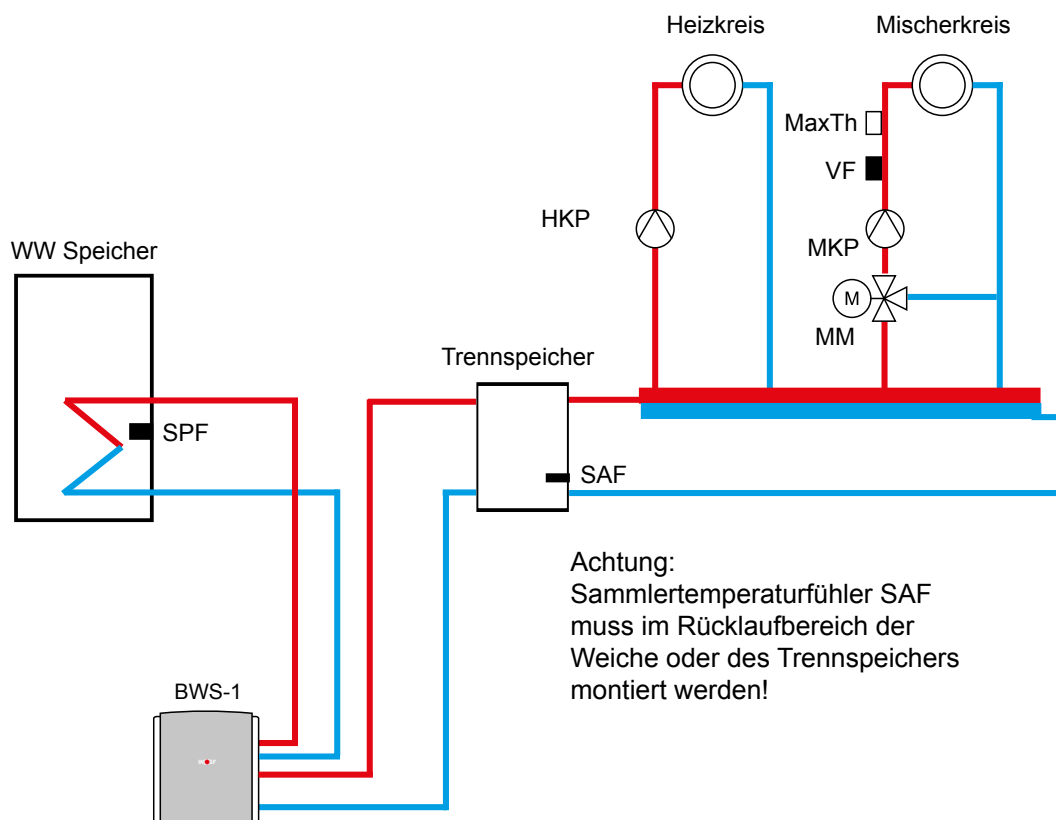 Heizkreis
Mischerkreis
MaxTh
VF
HKP
MKP
WW Speicher
M
MM
Trennspeicher
SPF
SAF
Achtung:
Sammlertemperaturfühler SAF
muss im Rücklaufbereich der
Weiche oder des Trennspeichers
montiert werden!
BWS-1